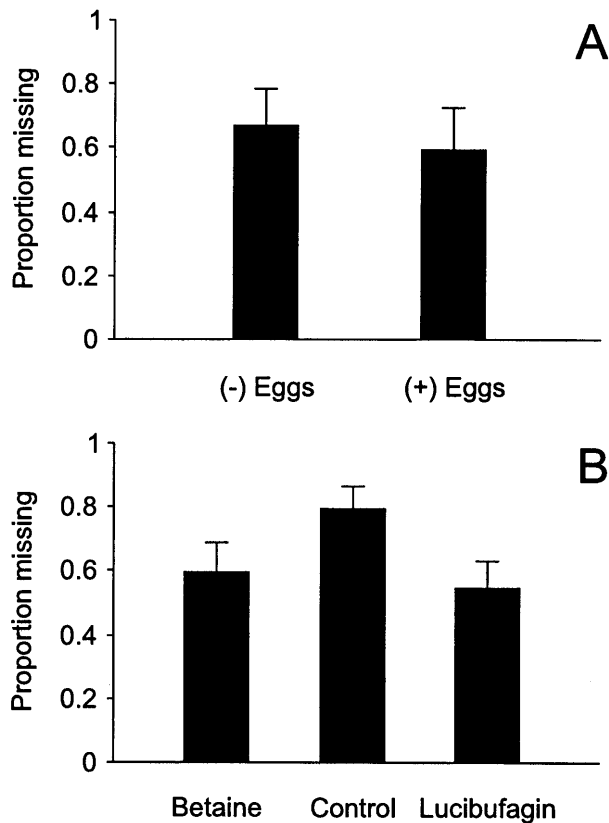 A
Proportion missing
1
0.8
0.6
0.4
0.2
0
(-) Eggs (+) Eggs
B
Proportion missing
1
0.8
0.6
0.4
0.2
0
Betaine Control Lucibufagin